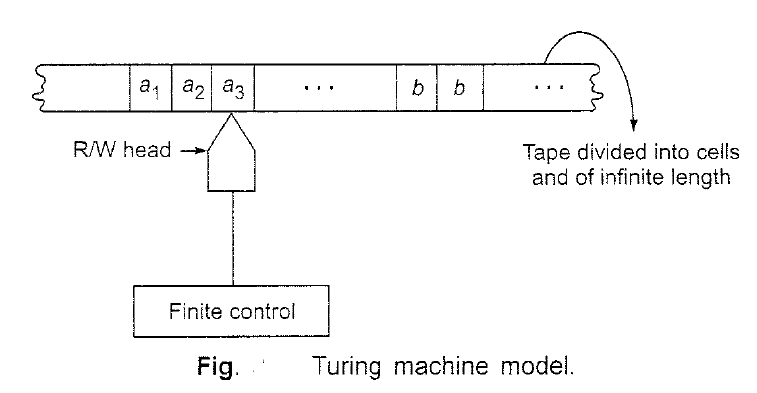 a1 a2 a3 ... b b ...
R/W head
Tape divided into cells
and of infinite length
Finite control
Fig. Turing machine model.